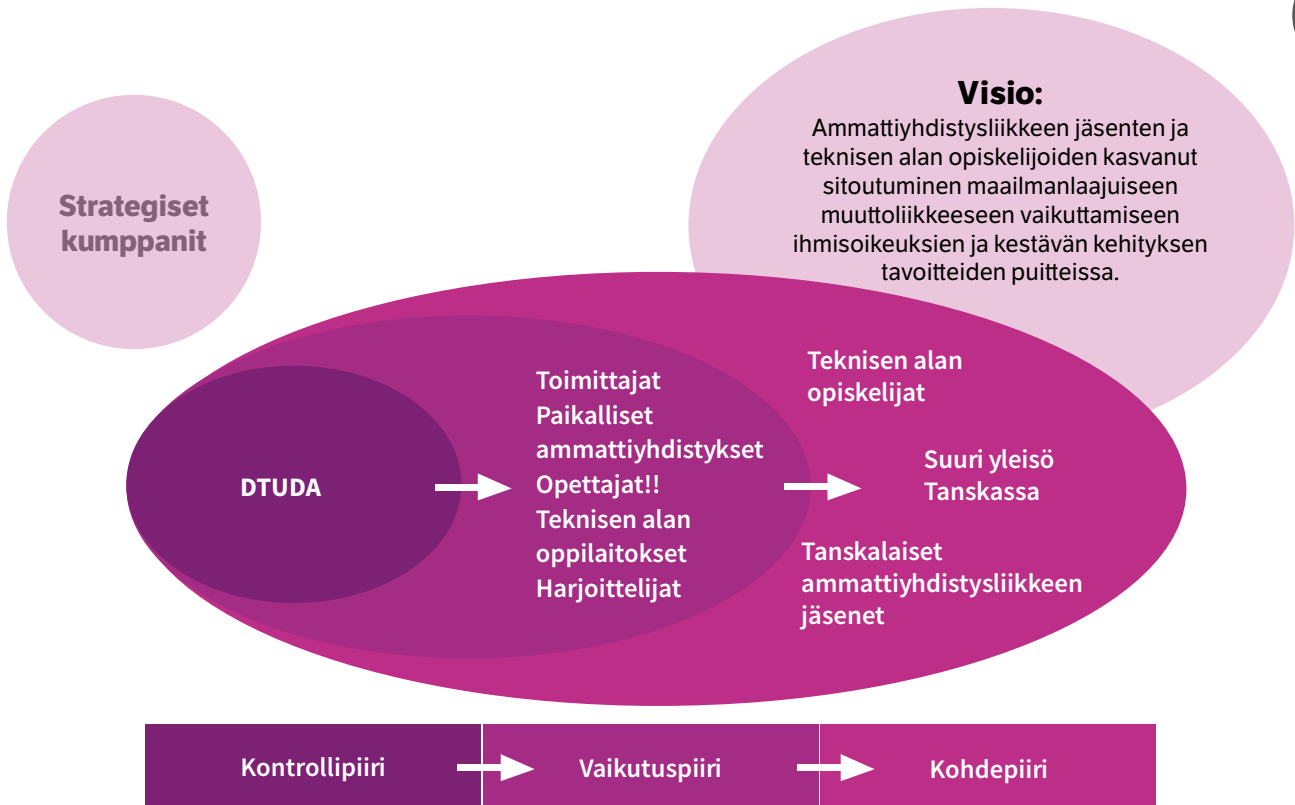 Visio:
Ammattiyhdistysliikkeen jäsenten ja
teknisen alan opiskelijoiden kasvanut
sitoutuminen maailmanlaajuiseen
muuttoliikkeeseen vaikuttamiseen
ihmisoikeuksien ja kestävän kehityksen
tavoitteiden puitteissa.
Strategiset
kumppanit
DTUDA
Toimittajat
Paikalliset
ammattiyhdistykset
Opettajat!!
Teknisen alan
oppilaitokset
Harjoittelijat
Teknisen alan
opiskelijat
Suuri yleisö
Tanskassa
Tanskalaiset
ammattiyhdistysliikkeen
jäsenet
Kontrollipiiri
Vaikutuspiiri
Kohdepiiri